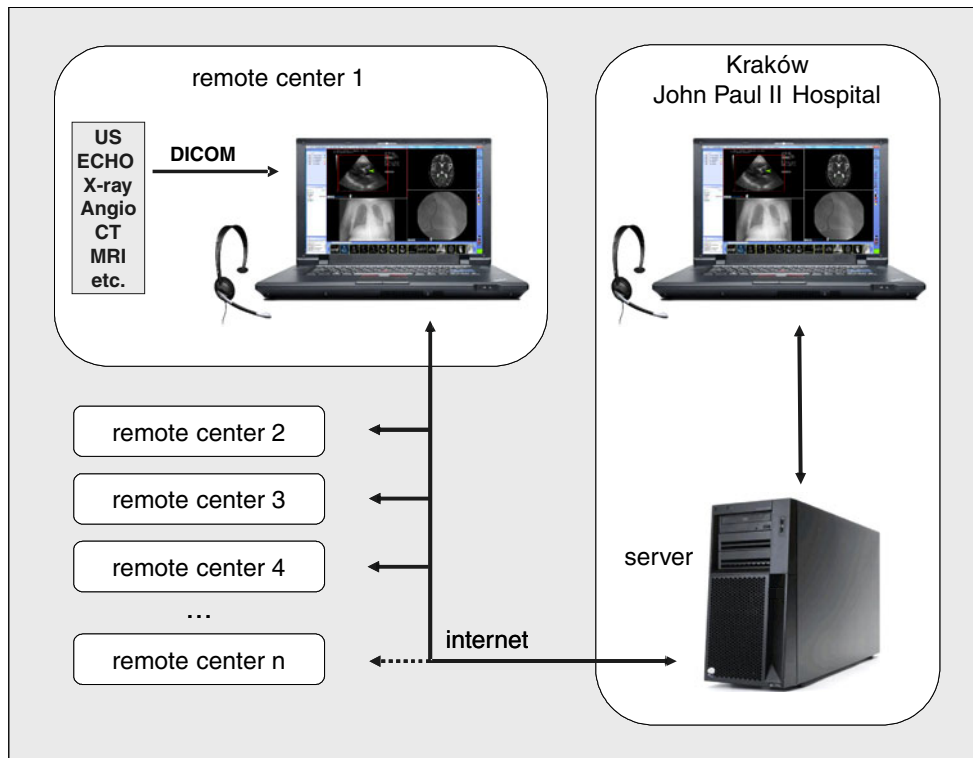 remote center 1
US
ECHO
X-ray
Angio
CT
MRI
etc.
DICOM
Kraków
John Paul II Hospital
remote center 2
remote center 3
remote center 4
...
remote center n
internet
server